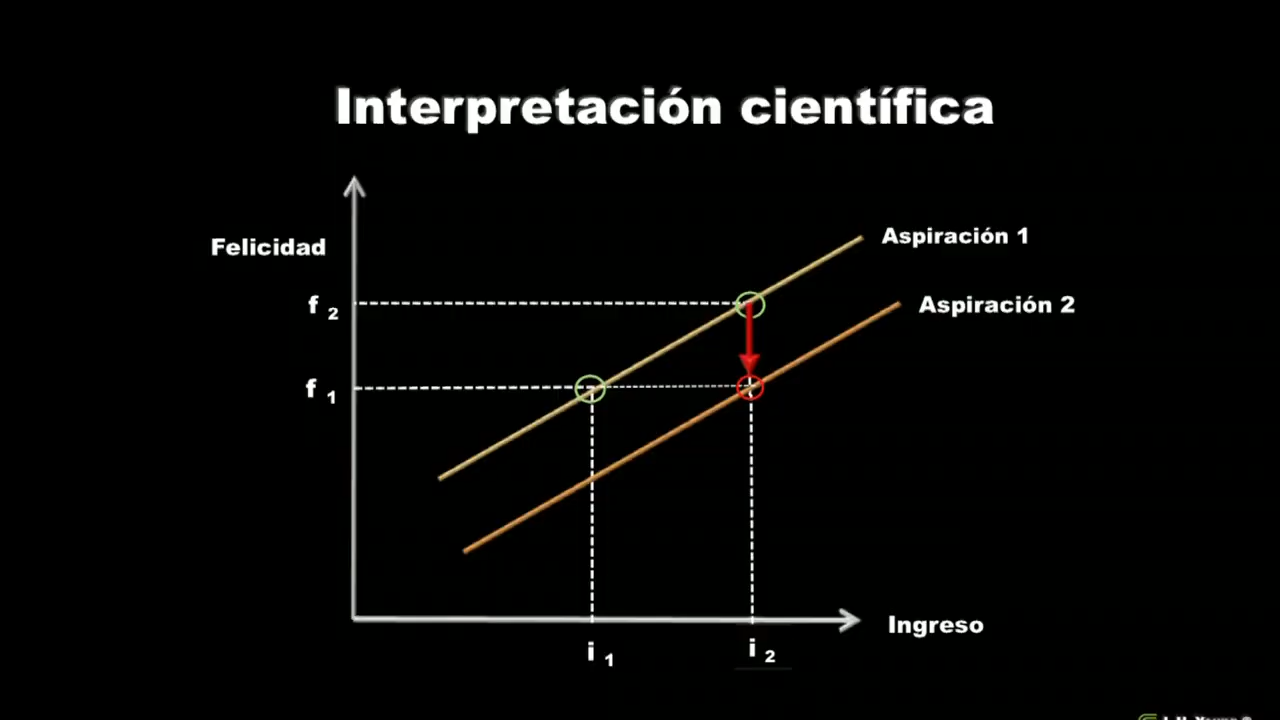 Interpretación científica
Aspiración 1
Felicidad
Aspiración 2
f 2
f 1
Ingreso
i 1
i 2